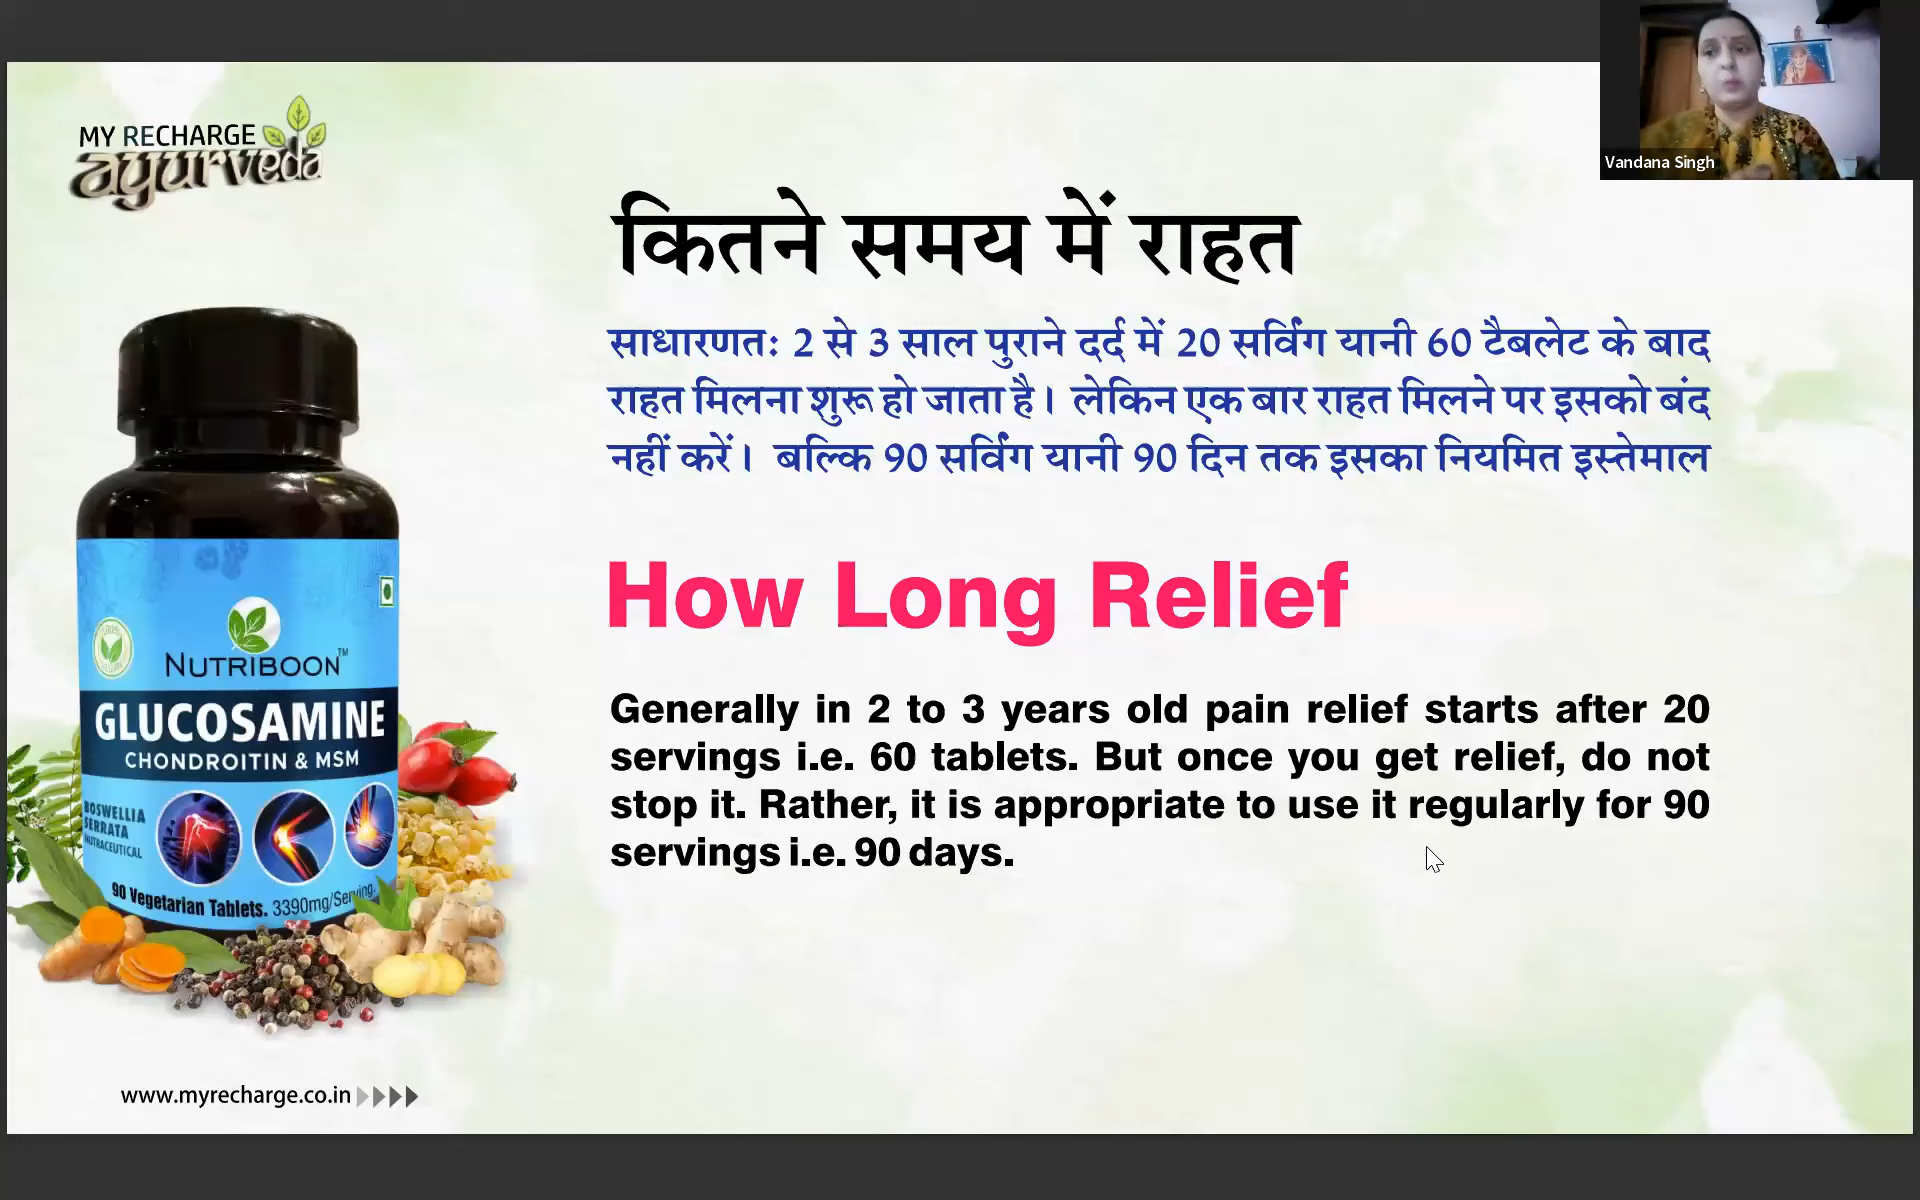 Vandana Singh
MY RECHARGE
ayurveda
कितने समय में राहत
साधारणतः 2 से 3 साल पुराने दर्द में 20 सर्विंग यानी 60 टैबलेट के बाद
राहत मिलना शुरू हो जाता है। लेकिन एक बार राहत मिलने पर इसको बंद
नहीं करें। बल्कि 90 सर्विंग यानी 90 दिन तक इसका नियमित इस्तेमाल
How Long Relief
Generally in 2 to 3 years old pain relief starts after 20
servings i.e. 60 tablets. But once you get relief, do not
stop it. Rather, it is appropriate to use it regularly for 90
servings i.e. 90 days.
NUTRIBOON™
GLUCOSAMINE
CHONDROITIN & MSM
BOSWELLIA
SERRATA
NUTRACEUTICAL
90 Vegetarian Tablets. 3390mg/Serving.
www.myrecharge.co.in